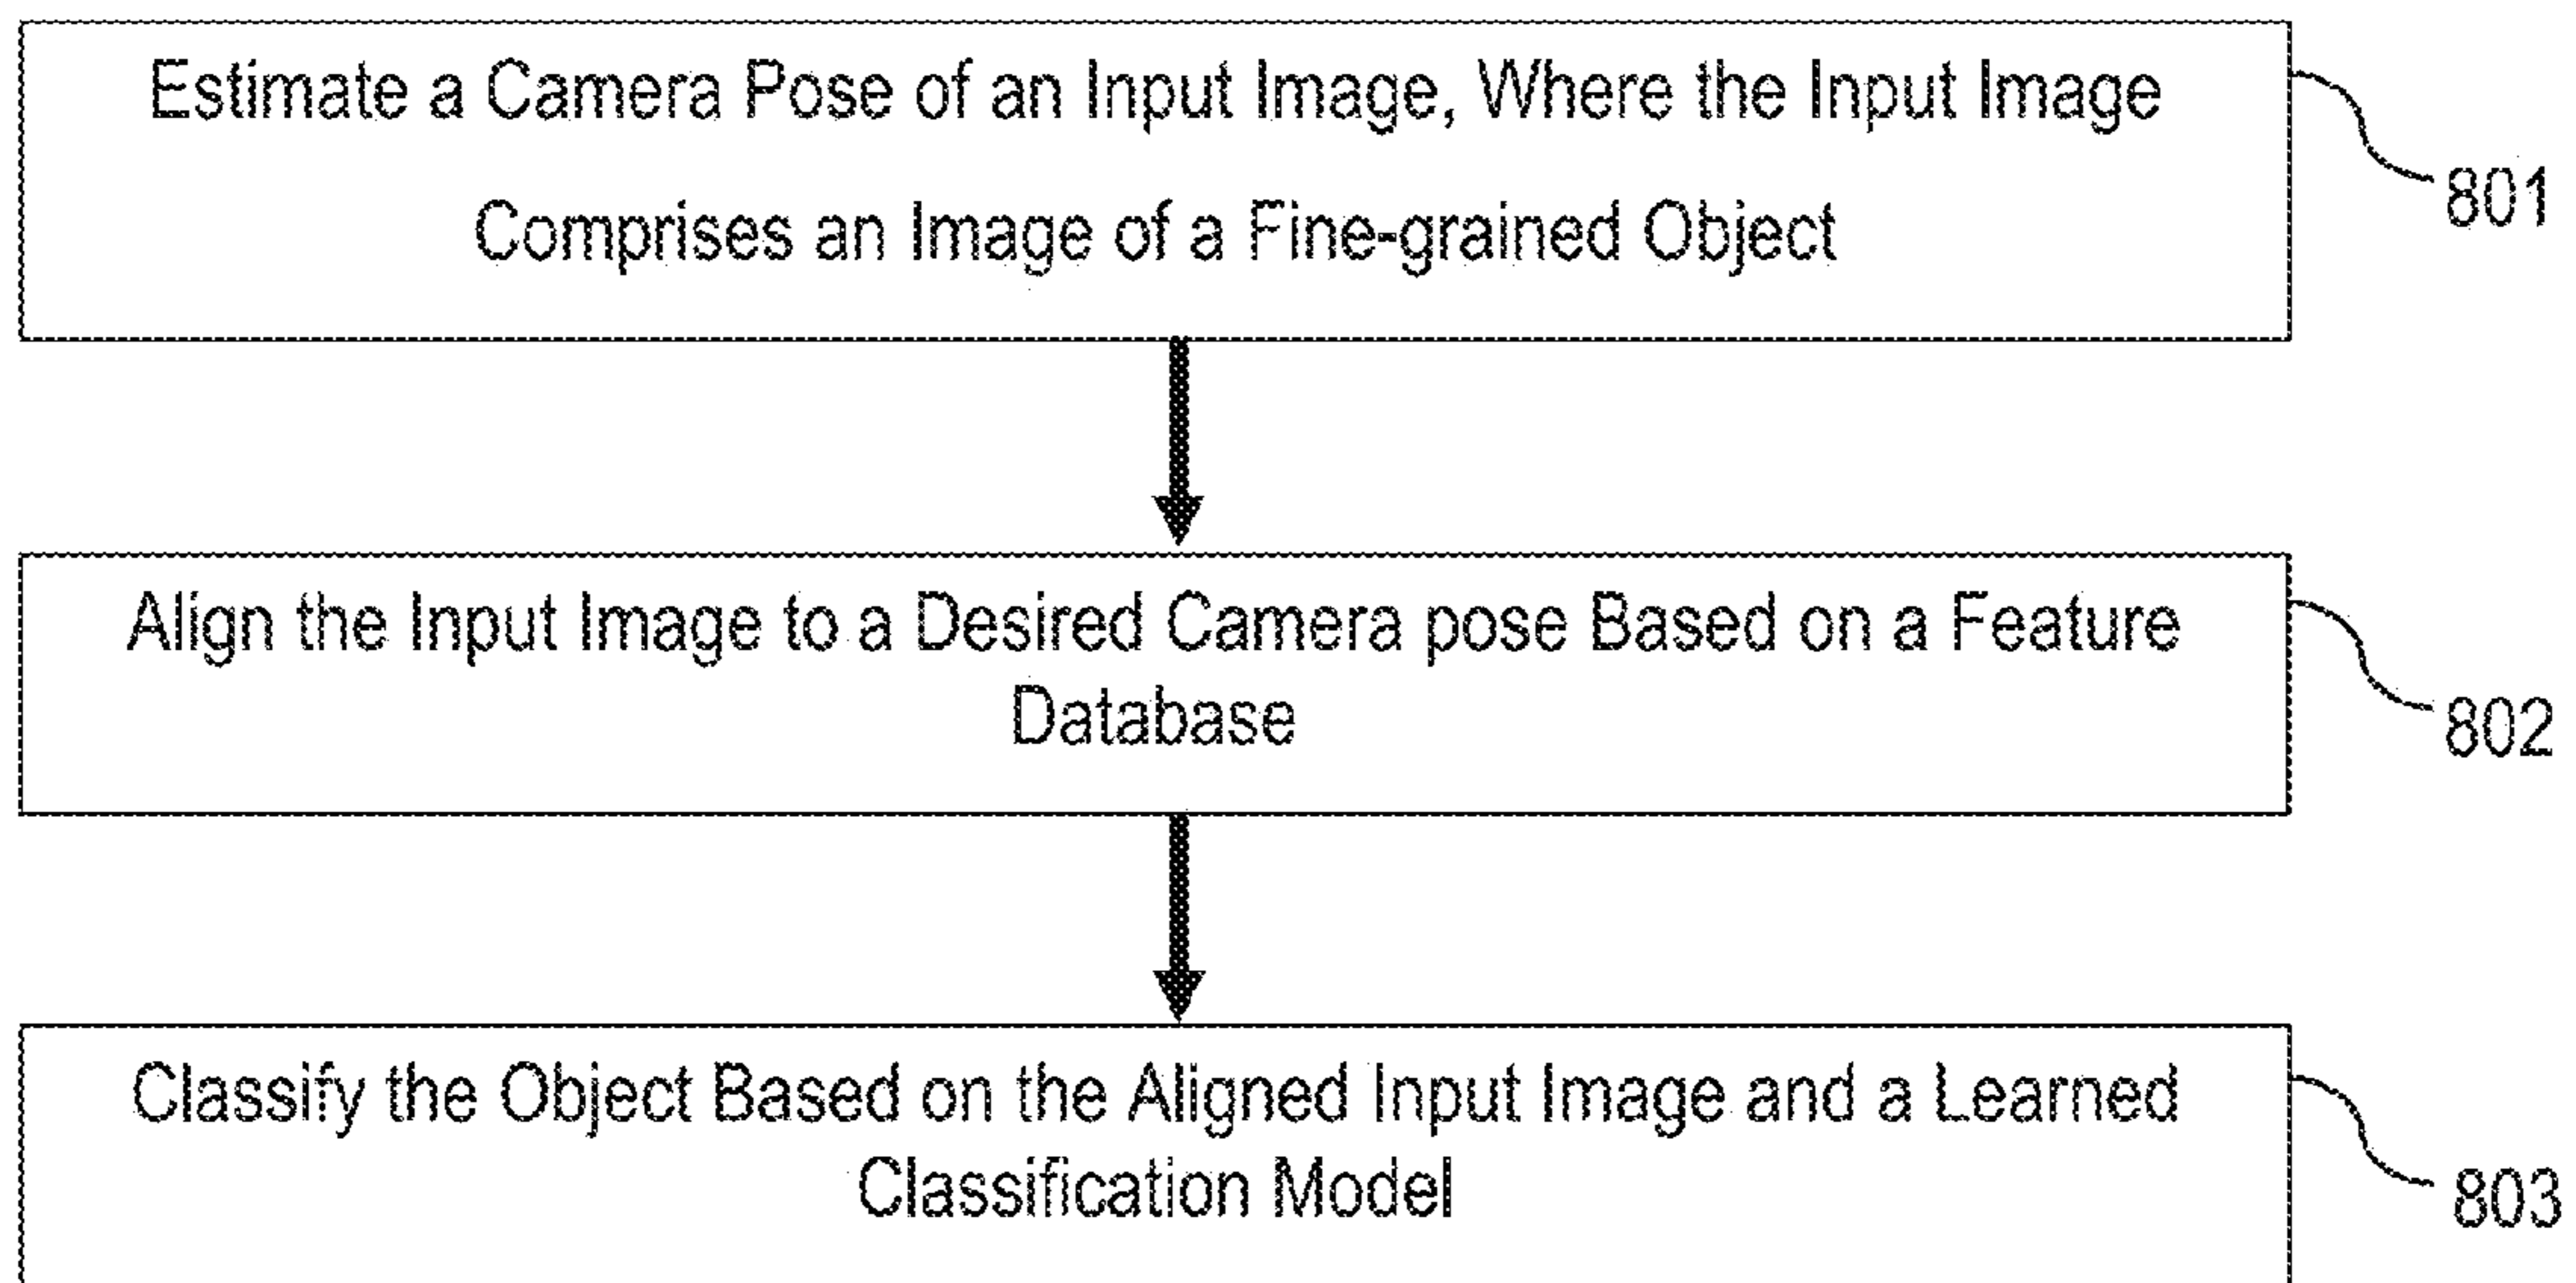 Estimate a Camera Pose of an Input Image, Where the Input Image
Comprises an Image of a Fine-grained Object
801
Align the Input Image to a Desired Camera pose Based on a Feature
Database
802
Classify the Object Based on the Aligned Input Image and a Learned
Classification Model
803